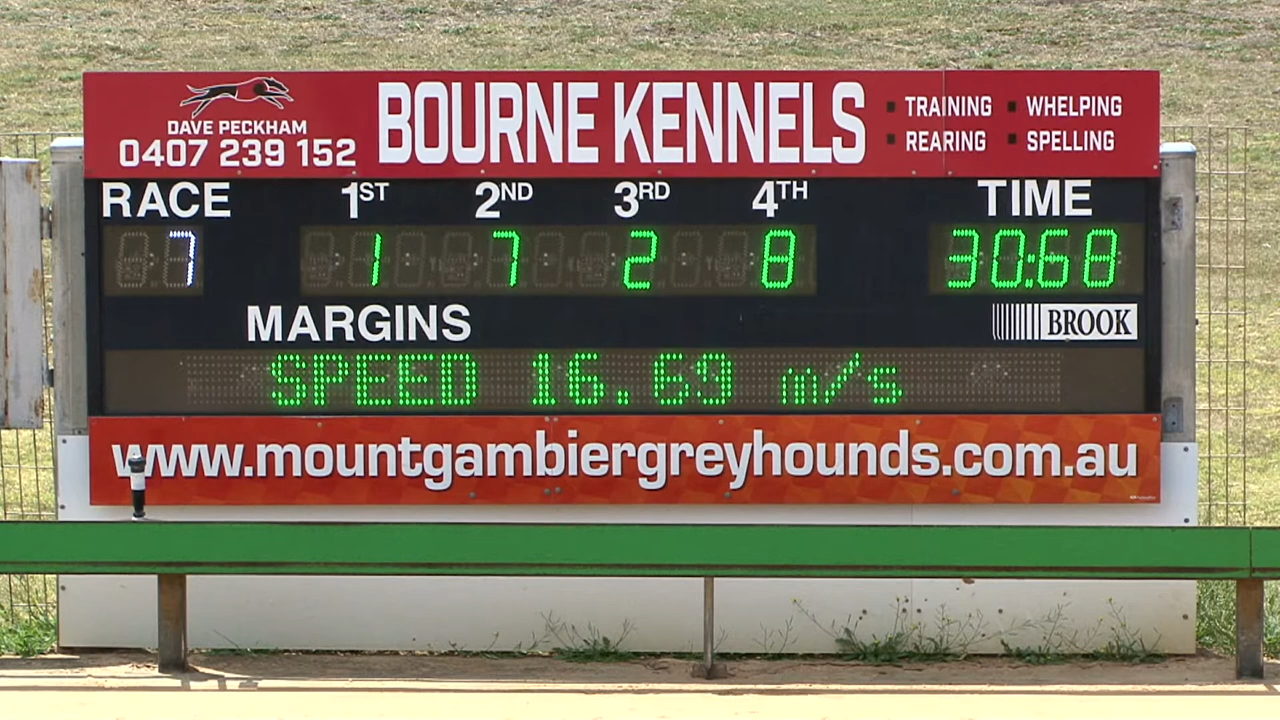 DAVE PECKHAM
0407 239 152
BOURNE KENNELS
TRAINING WHELPING
REARING SPELLING
RACE 1ST 2ND 3RD 4TH TIME
7 1 7 2 8 30:68
MARGINS
BROOK
SPEED 16.69 m/s
www.mountgambiergreyhounds.com.au